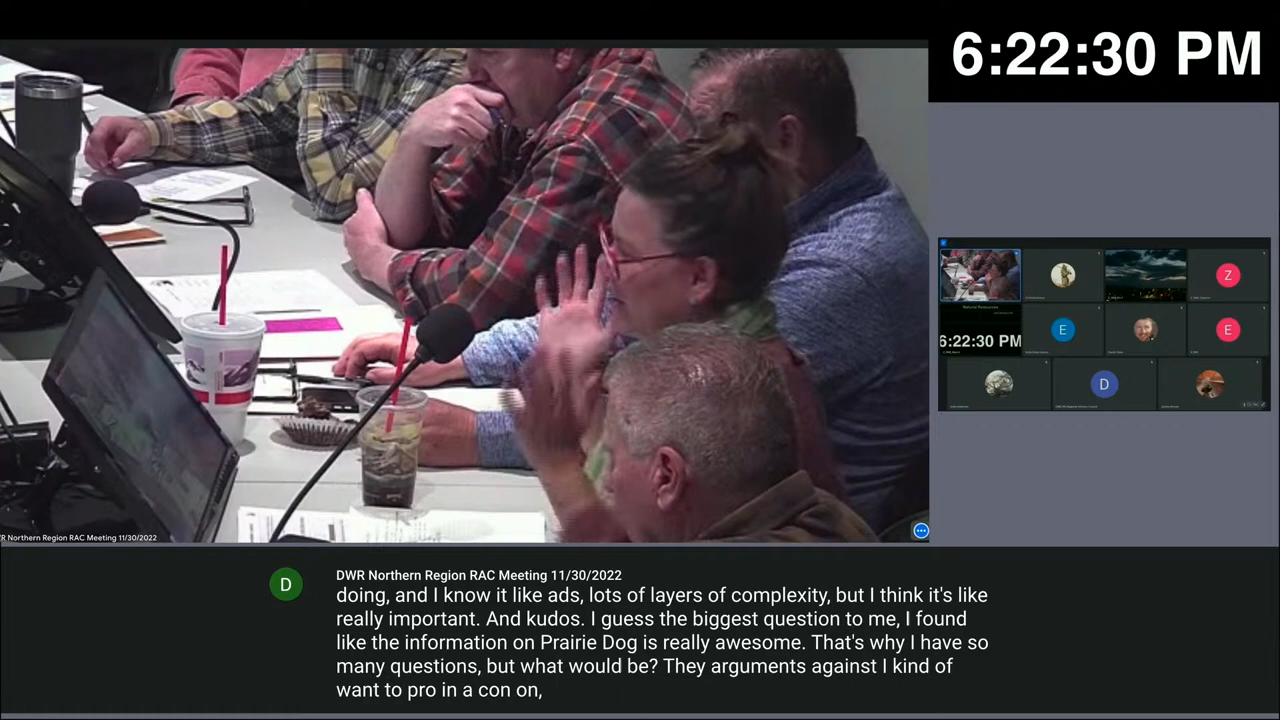 6:22:30 PM
Z
6:22:30 PM
E
E
D
R Northern Region RAC Meeting 11/30/2022
D
DWR Northern Region RAC Meeting 11/30/2022
doing, and I know it like ads, lots of layers of complexity, but I think it's like
really important. And kudos. I guess the biggest question to me, I found
like the information on Prairie Dog is really awesome. That's why I have so
many questions, but what would be? They arguments against I kind of
want to pro in a con on,